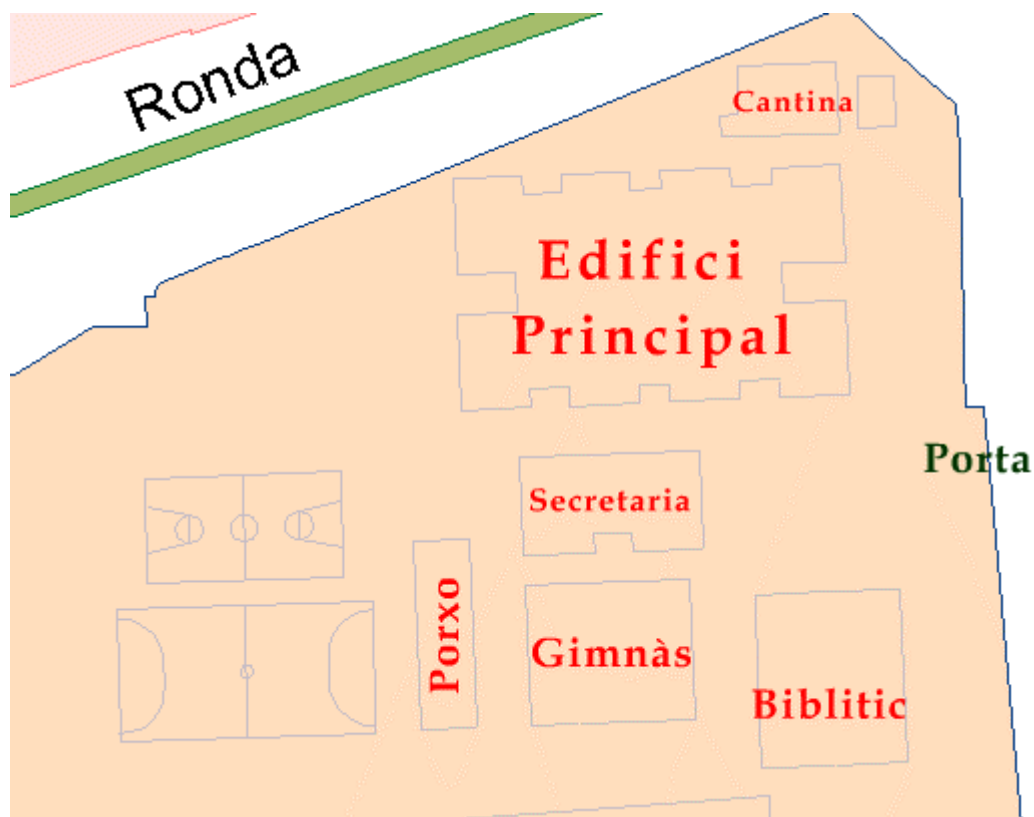 Ronda
Cantina
Edifici
Principal
Porta
Secretaria
Porxo
Gimnàs
Biblitic